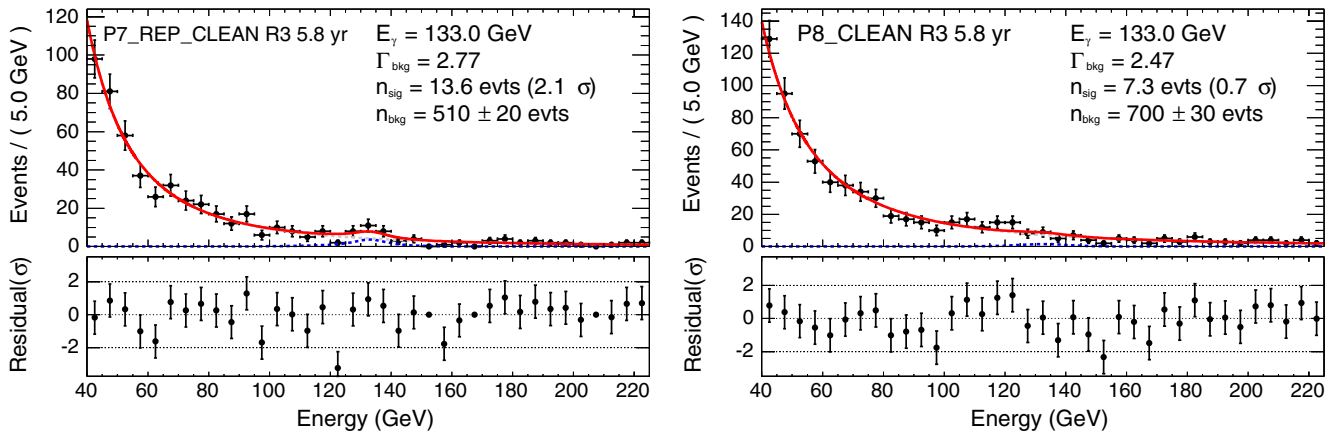 P7_REP_CLEAN R3 5.8 yr
E_γ = 133.0 GeV
Γ_bkg = 2.77
n_sig = 13.6 evts (2.1 σ)
n_bkg = 510 ± 20 evts
Events / ( 5.0 GeV )
120
100
80
60
40
20
0
Residual(σ)
2
0
-2
40 60 80 100 120 140 160 180 200 220
Energy (GeV)
P8_CLEAN R3 5.8 yr
E_γ = 133.0 GeV
Γ_bkg = 2.47
n_sig = 7.3 evts (0.7 σ)
n_bkg = 700 ± 30 evts
Events / ( 5.0 GeV )
140
120
100
80
60
40
20
0
Residual(σ)
2
0
-2
40 60 80 100 120 140 160 180 200 220
Energy (GeV)